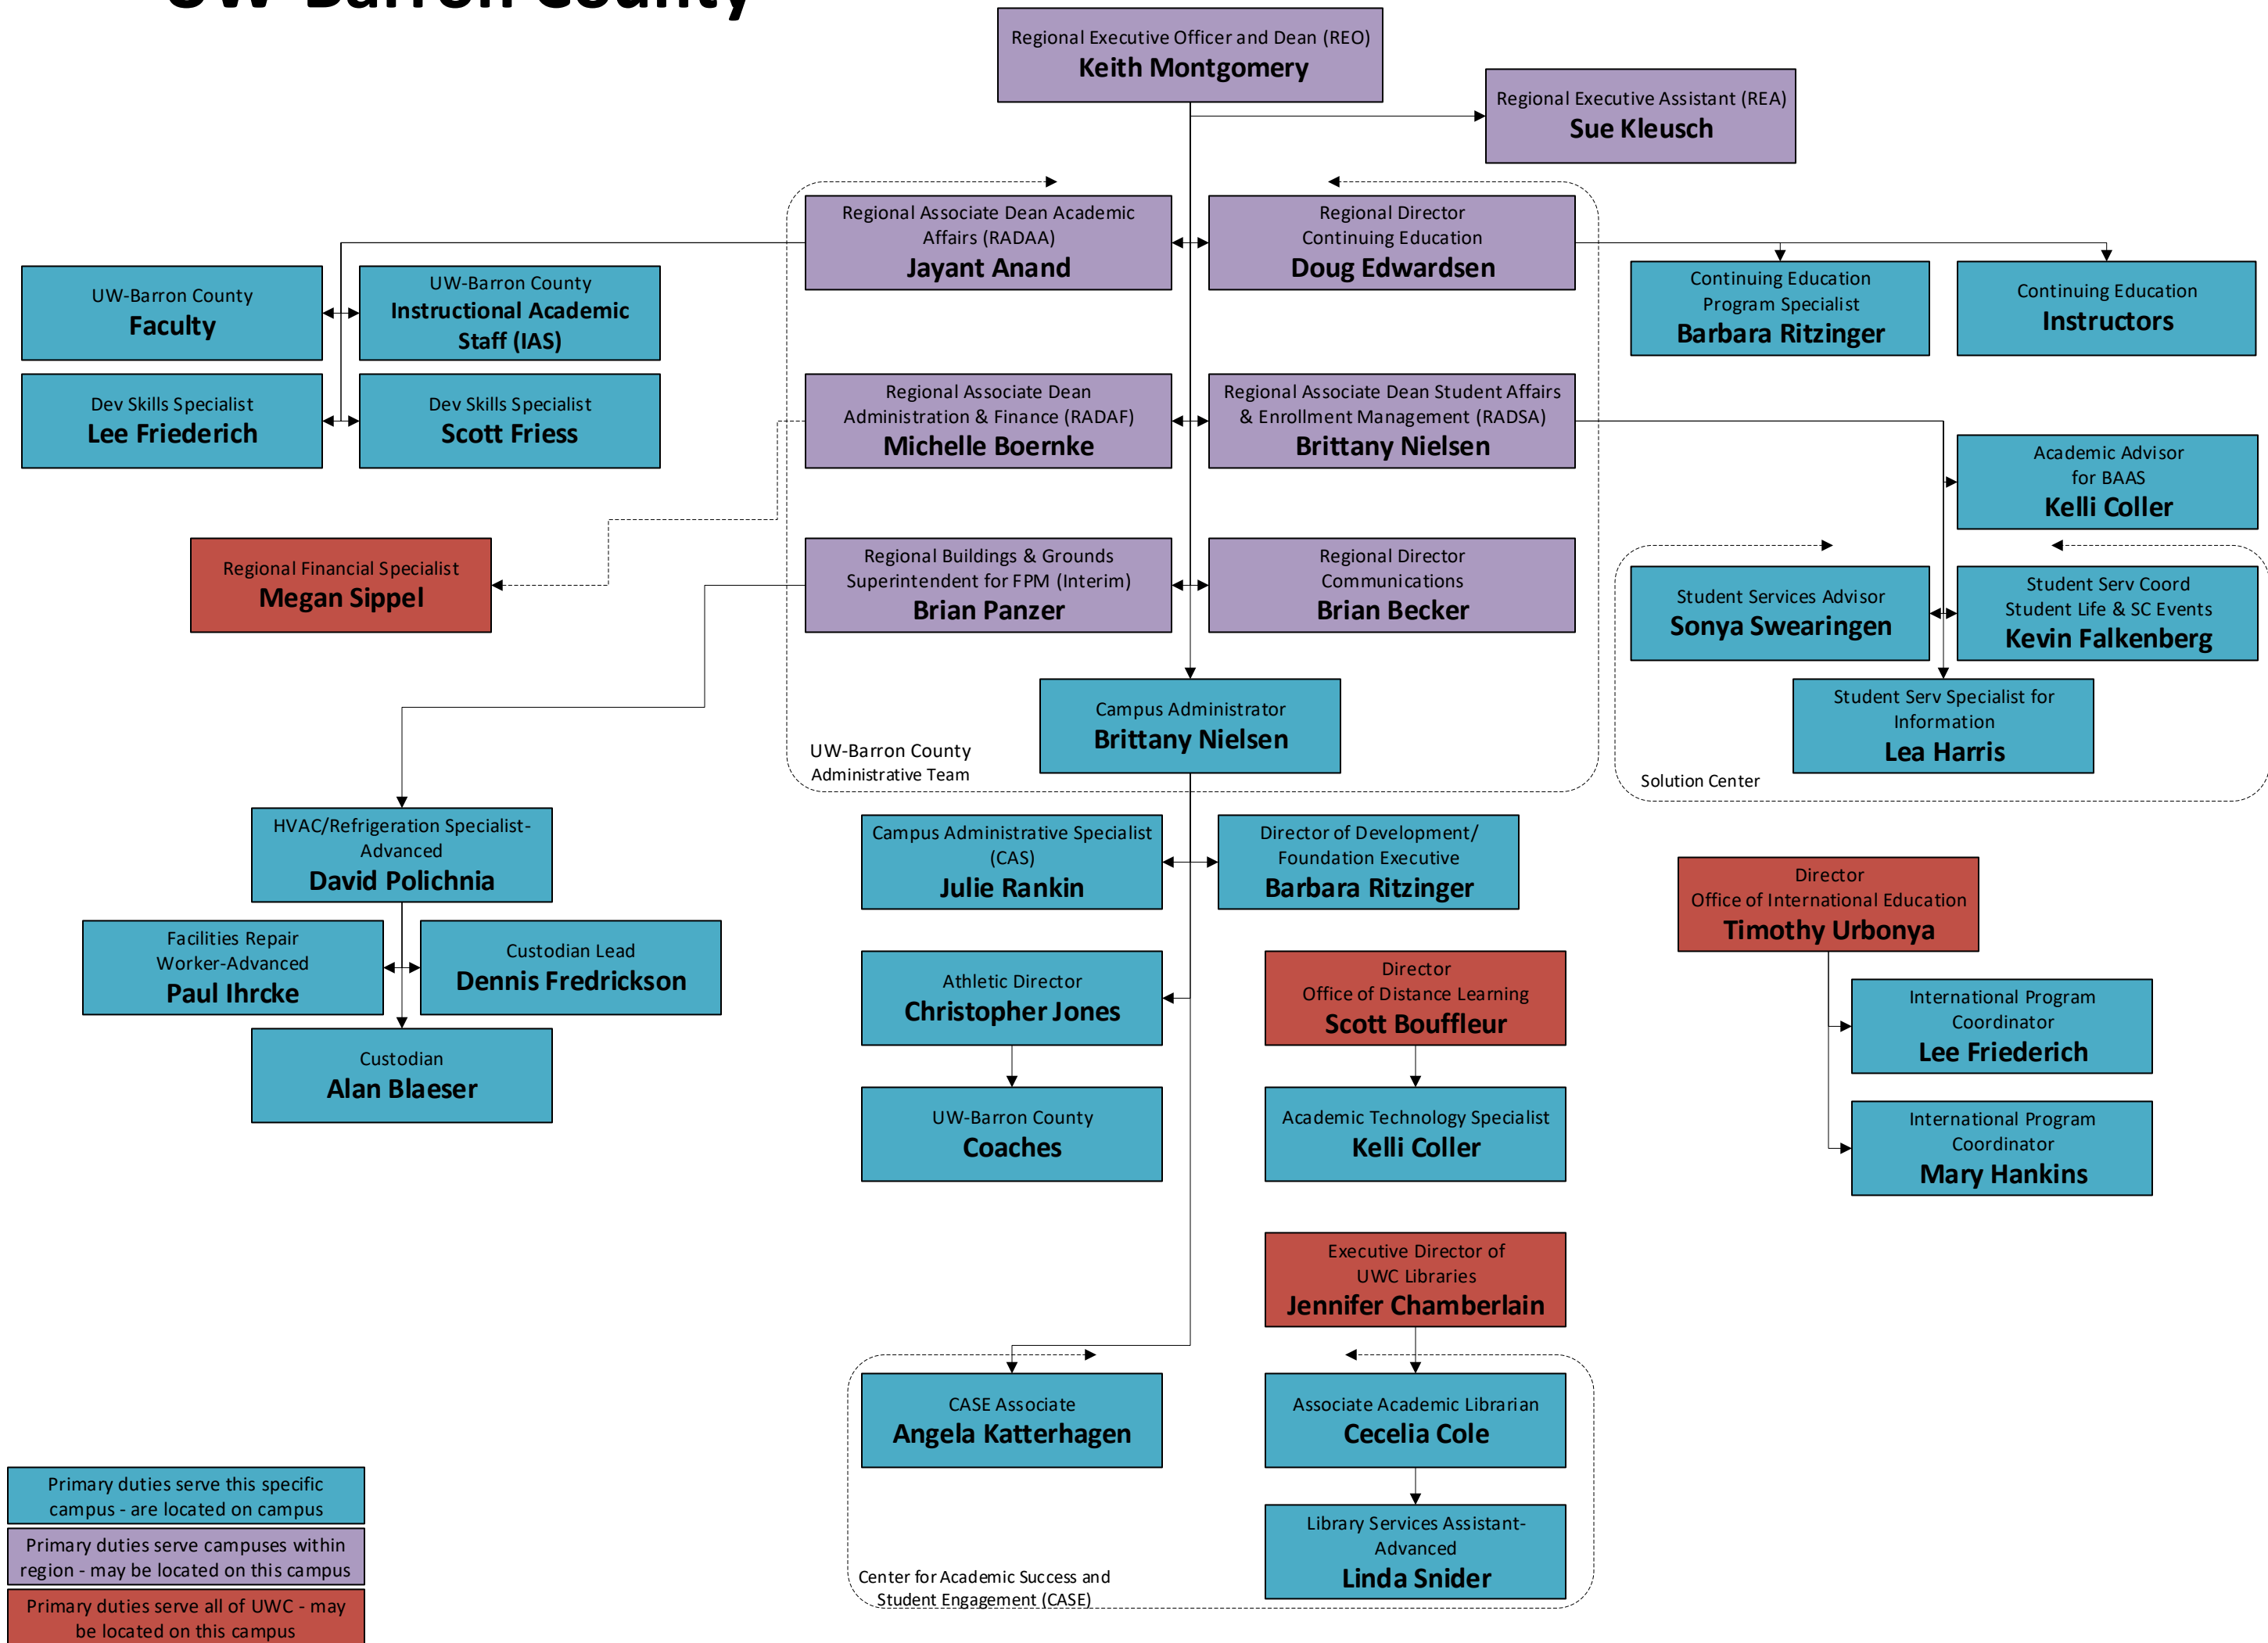 UW-Barron County
Regional Executive Officer and Dean (REO)
Keith Montgomery
Regional Executive Assistant (REA)
Sue Kleusch
Regional Associate Dean Academic
Affairs (RADAA)
Jayant Anand
Regional Director
Continuing Education
Doug Edwardsen
UW-Barron County
Faculty
UW-Barron County
Instructional Academic
Staff (IAS)
Continuing Education
Program Specialist
Barbara Ritzinger
Continuing Education
Instructors
Dev Skills Specialist
Lee Friederich
Dev Skills Specialist
Scott Friess
Regional Associate Dean
Administration & Finance (RADAF)
Michelle Boernke
Regional Associate Dean Student Affairs
& Enrollment Management (RADSA)
Brittany Nielsen
Academic Advisor
for BAAS
Kelli Coller
Regional Financial Specialist
Megan Sippel
Regional Buildings & Grounds
Superintendent for FPM (Interim)
Brian Panzer
Regional Director
Communications
Brian Becker
Student Services Advisor
Sonya Swearingen
Student Serv Coord
Student Life & SC Events
Kevin Falkenberg
Campus Administrator
Brittany Nielsen
Student Serv Specialist for
Information
Lea Harris
UW-Barron County
Administrative Team
Solution Center
HVAC/Refrigeration Specialist-
Advanced
David Polichnia
Campus Administrative Specialist
(CAS)
Julie Rankin
Director of Development/
Foundation Executive
Barbara Ritzinger
Director
Office of International Education
Timothy Urbonya
Facilities Repair
Worker-Advanced
Paul Ihrcke
Custodian Lead
Dennis Fredrickson
Athletic Director
Christopher Jones
Director
Office of Distance Learning
Scott Bouffleur
International Program
Coordinator
Lee Friederich
Custodian
Alan Blaeser
UW-Barron County
Coaches
Academic Technology Specialist
Kelli Coller
International Program
Coordinator
Mary Hankins
Executive Director of
UWC Libraries
Jennifer Chamberlain
CASE Associate
Angela Katterhagen
Associate Academic Librarian
Cecelia Cole
Library Services Assistant-
Advanced
Linda Snider
Center for Academic Success and
Student Engagement (CASE)
Primary duties serve this specific
campus - are located on campus
Primary duties serve campuses within
region - may be located on this campus
Primary duties serve all of UWC - may
be located on this campus